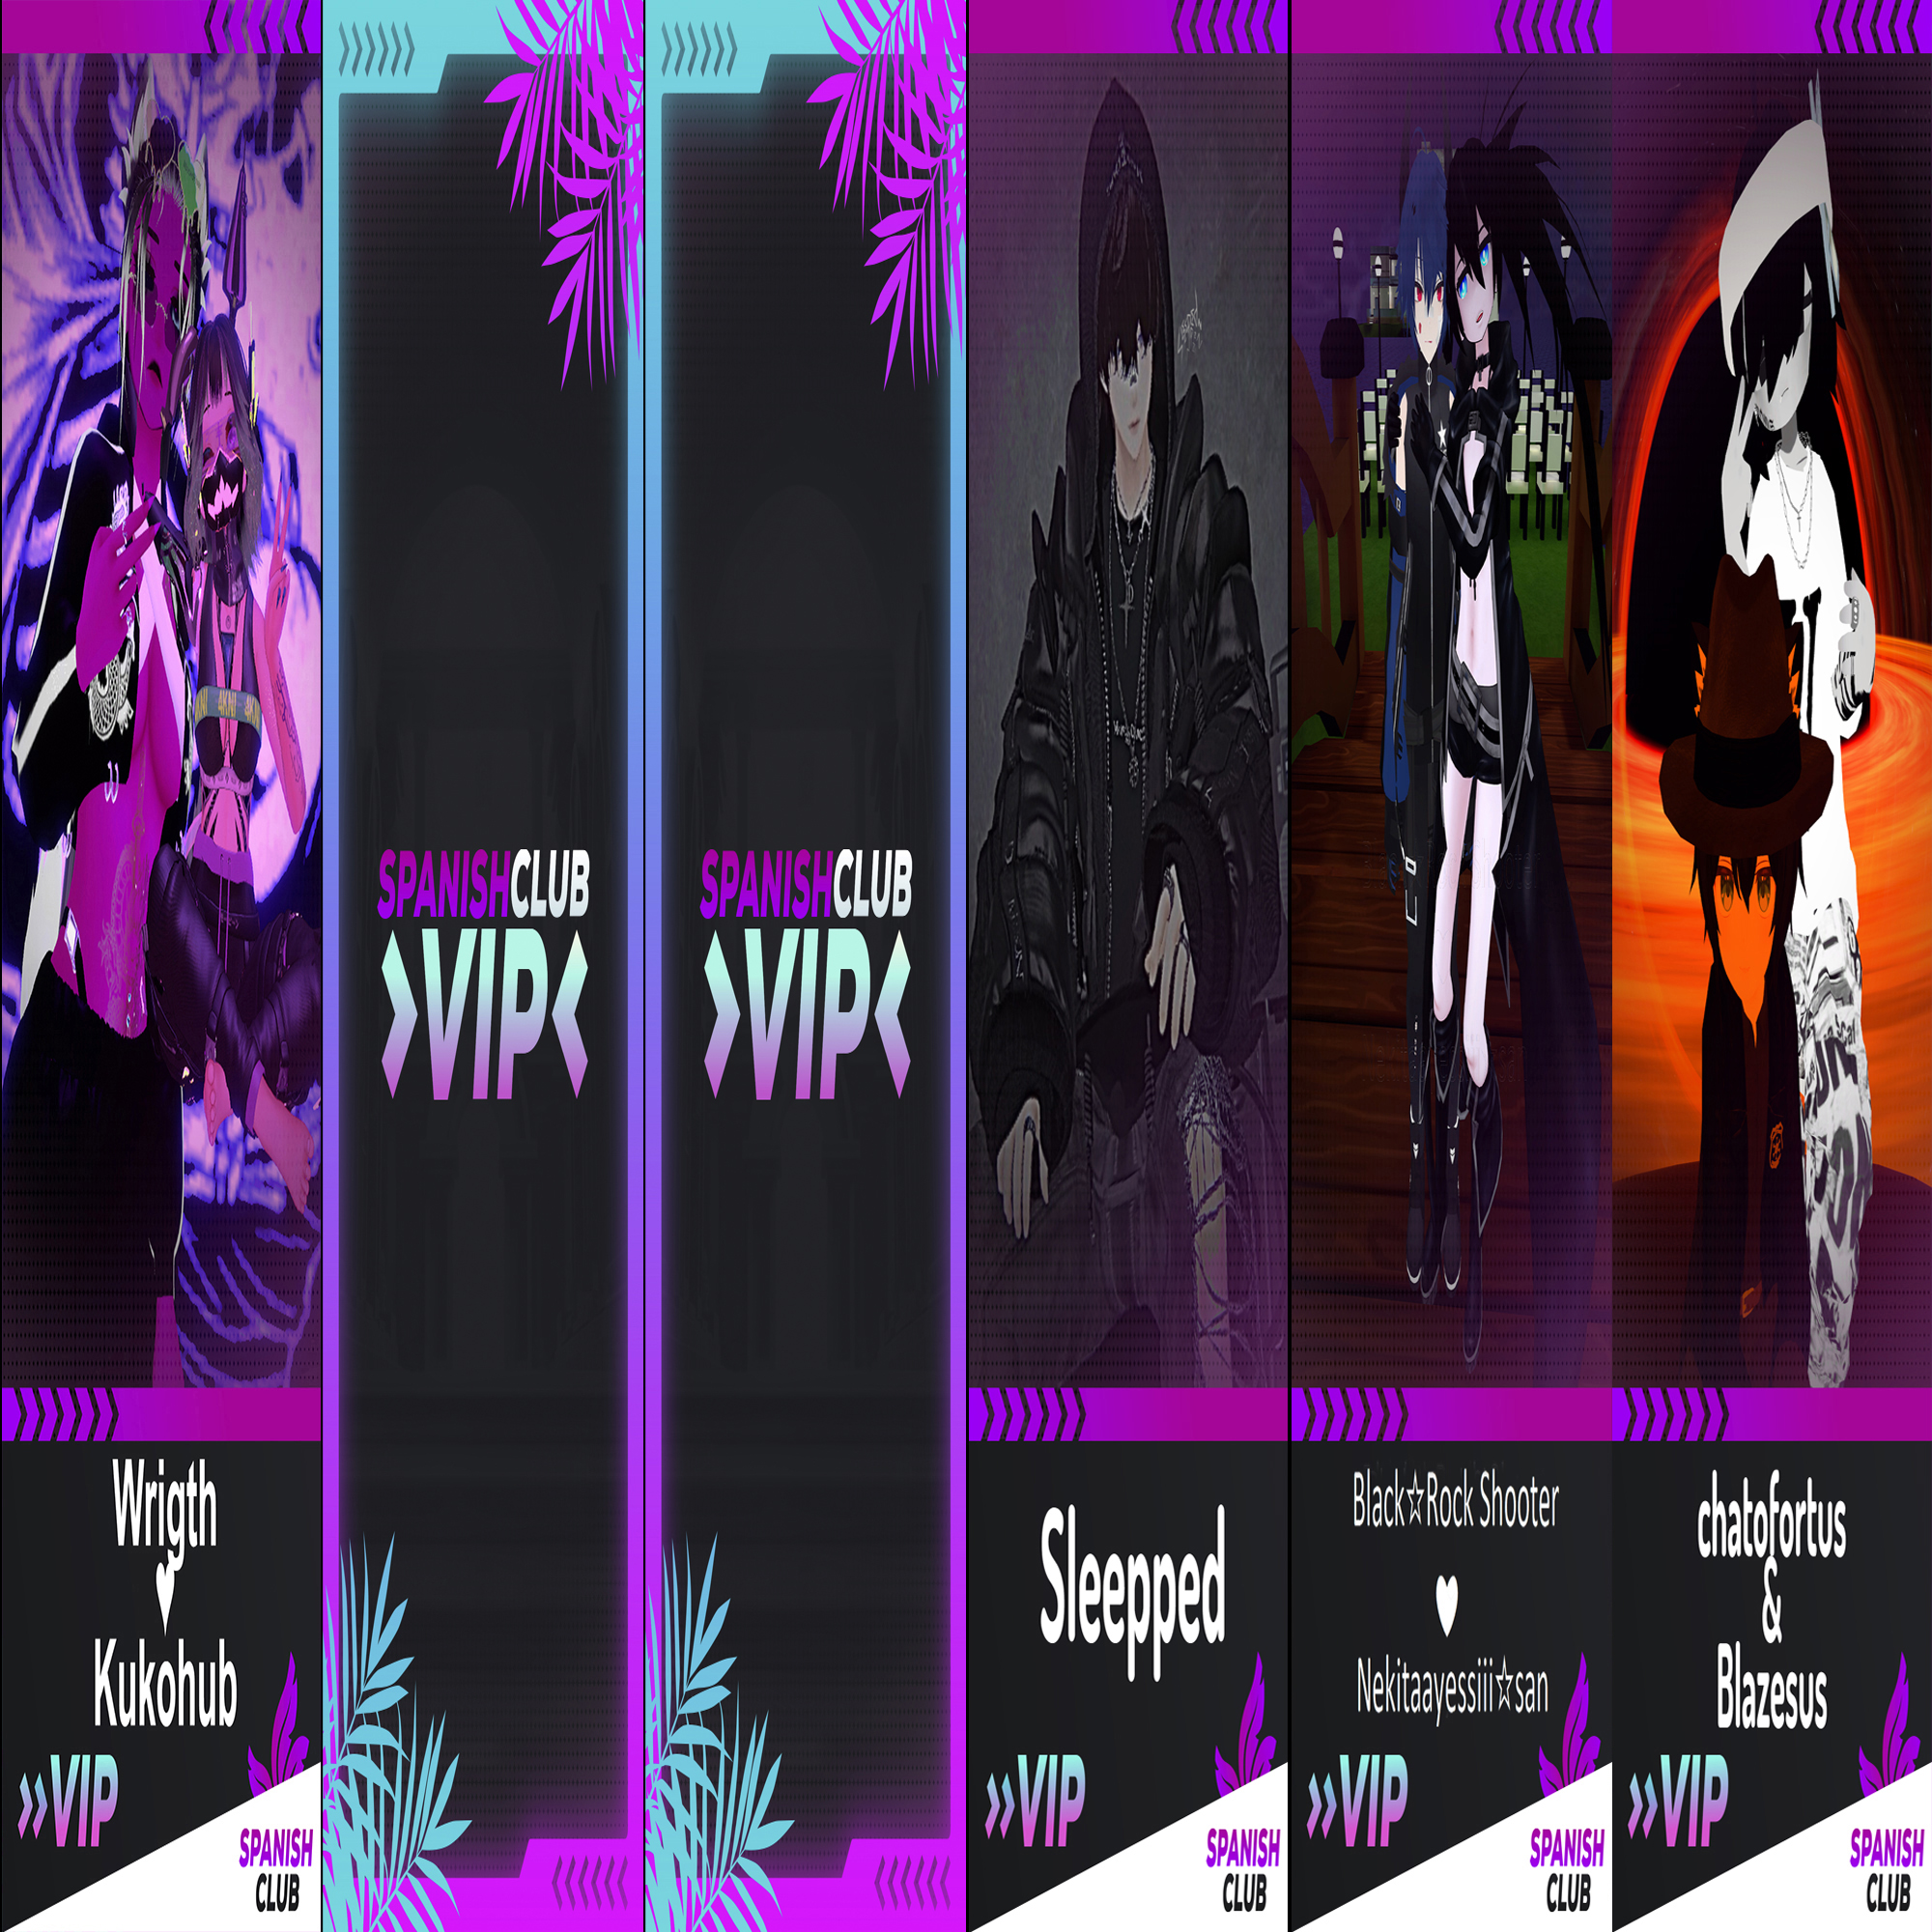 Wrigth
♥
Kukohub
VIP
SPANISH
CLUB
SPANISHCLUB
VIP
SPANISHCLUB
VIP
Sleepped
VIP
SPANISH
CLUB
Black☆Rock Shooter
♥
Nekitaayessiii☆san
VIP
SPANISH
CLUB
chatofortus
&
Blazesus
VIP
SPANISH
CLUB